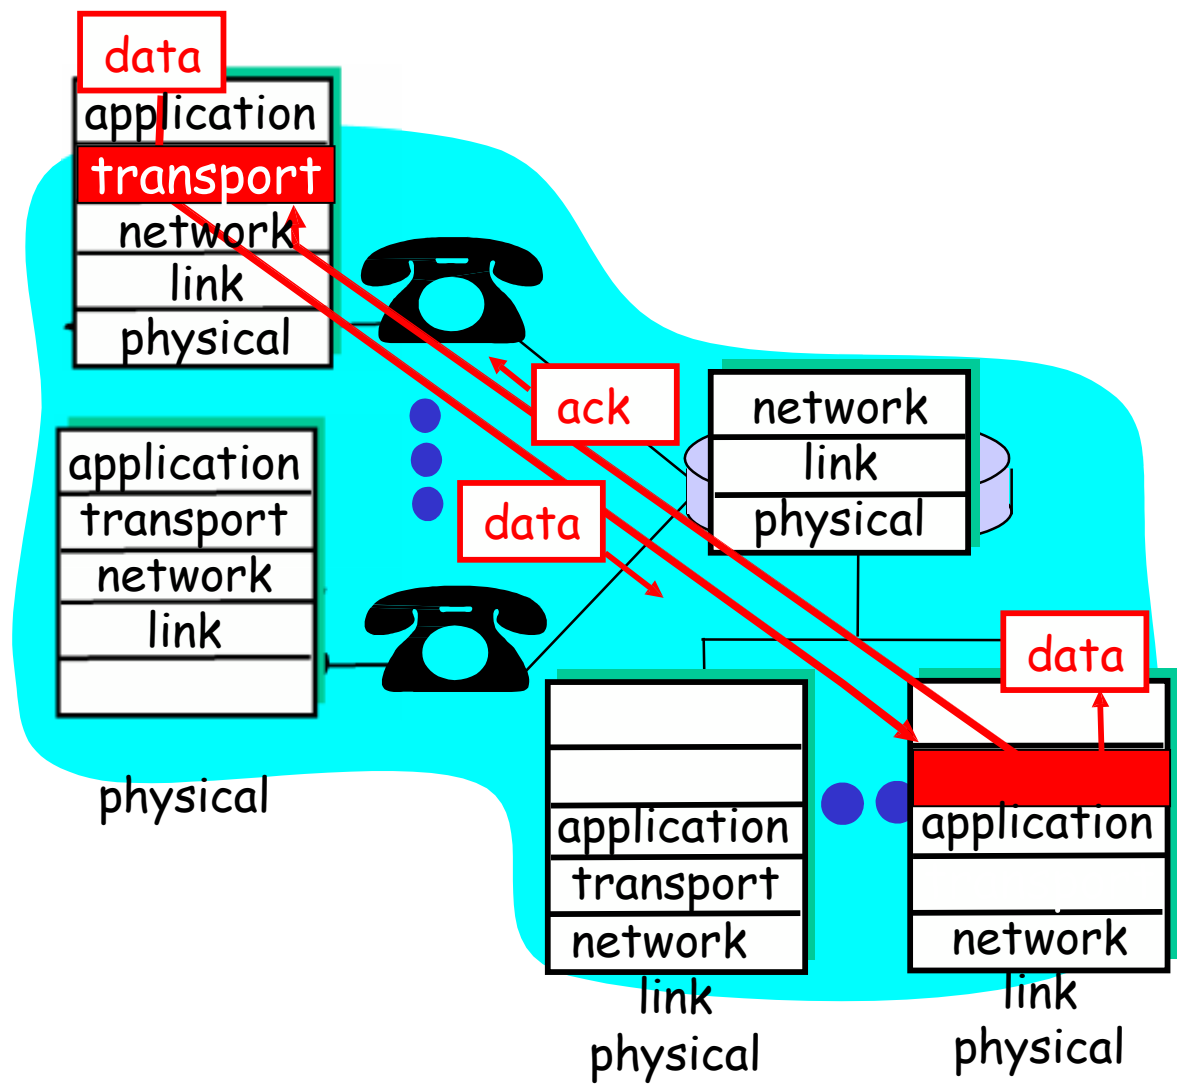 data
application
transport
network
link
physical
application
transport
network
link
physical
ack
data
network
link
physical
application
transport
network
link
physical
data
application
network
link
physical